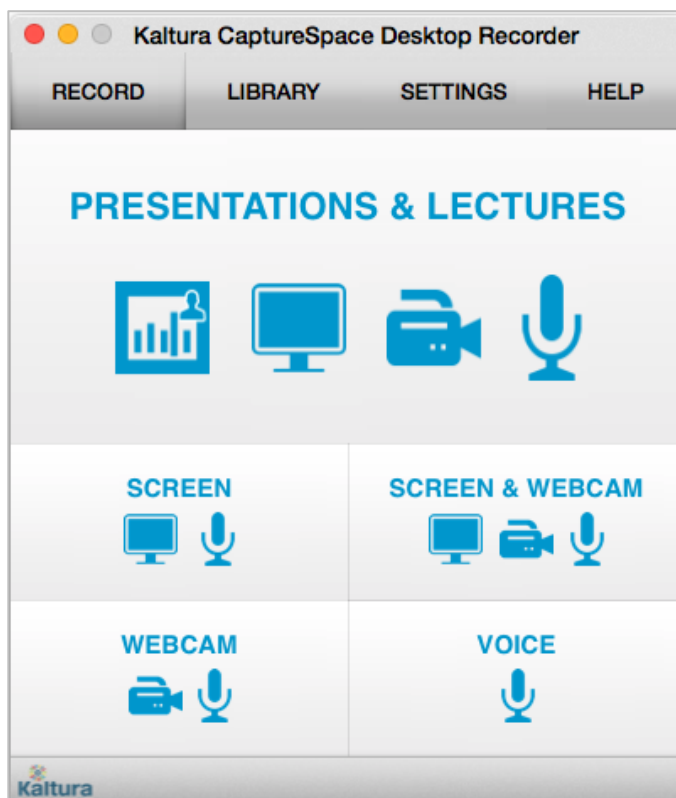 Kaltura CaptureSpace Desktop Recorder
RECORD LIBRARY SETTINGS HELP
PRESENTATIONS & LECTURES
SCREEN SCREEN & WEBCAM
WEBCAM VOICE
Kaltura